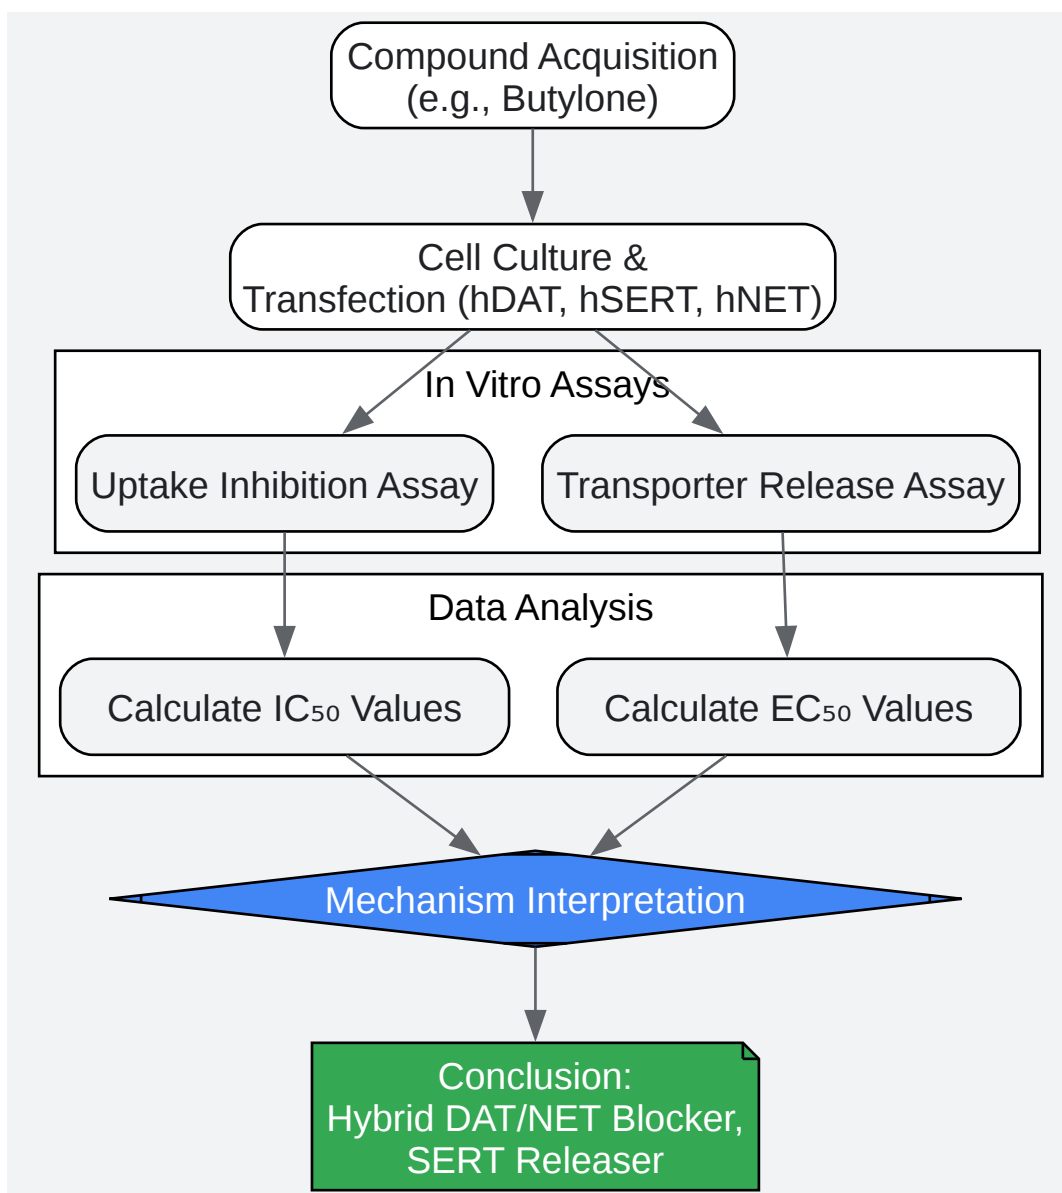 Compound Acquisition
(e.g., Butylone)
Cell Culture &
Transfection (hDAT, hSERT, hNET)
In Vitro Assays
Uptake Inhibition Assay
Transporter Release Assay
Data Analysis
Calculate IC₅₀ Values
Calculate EC₅₀ Values
Mechanism Interpretation
Conclusion:
Hybrid DAT/NET Blocker,
SERT Releaser